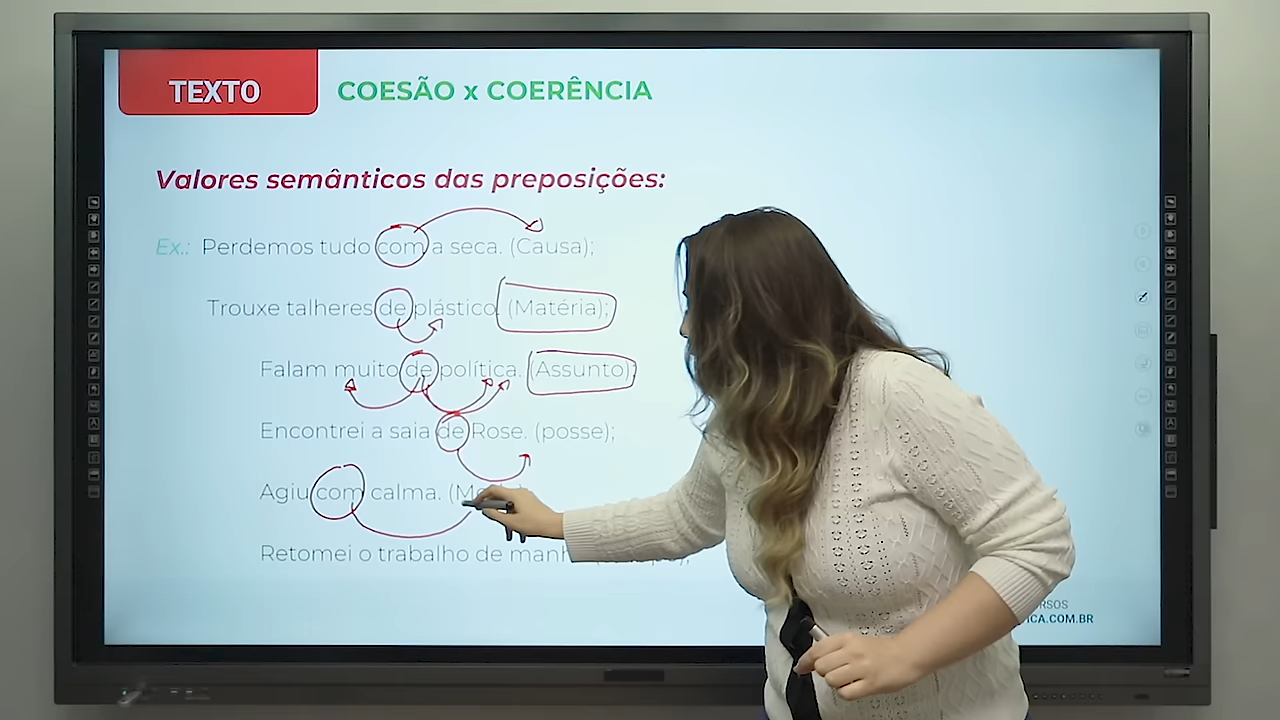 TEXTO
COESÃO x COERÊNCIA
Valores semânticos das preposições:
Ex.: Perdemos tudo com a seca. (Causa);
Trouxe talheres de plástico. (Matéria);
Falam muito de política. (Assunto);
Encontrei a saia de Rose. (posse);
Agiu com calma.
Retomei o trabalho de